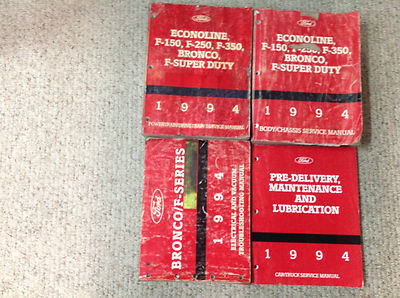 Ford
ECONOLINE,
F-150, F-250, F-350,
BRONCO,
F-SUPER DUTY
1994
POWERTRAIN/DRIVETRAIN SERVICE MANUAL
Ford
ECONOLINE,
F-150, F-250, F-350,
BRONCO,
F-SUPER DUTY
1994
BODY/CHASSIS SERVICE MANUAL
Ford
BRONCO/F-SERIES
1994
ELECTRICAL AND VACUUM
TROUBLESHOOTING MANUAL
Ford
PRE-DELIVERY,
MAINTENANCE
AND
LUBRICATION
1994
CAR/TRUCK SERVICE MANUAL